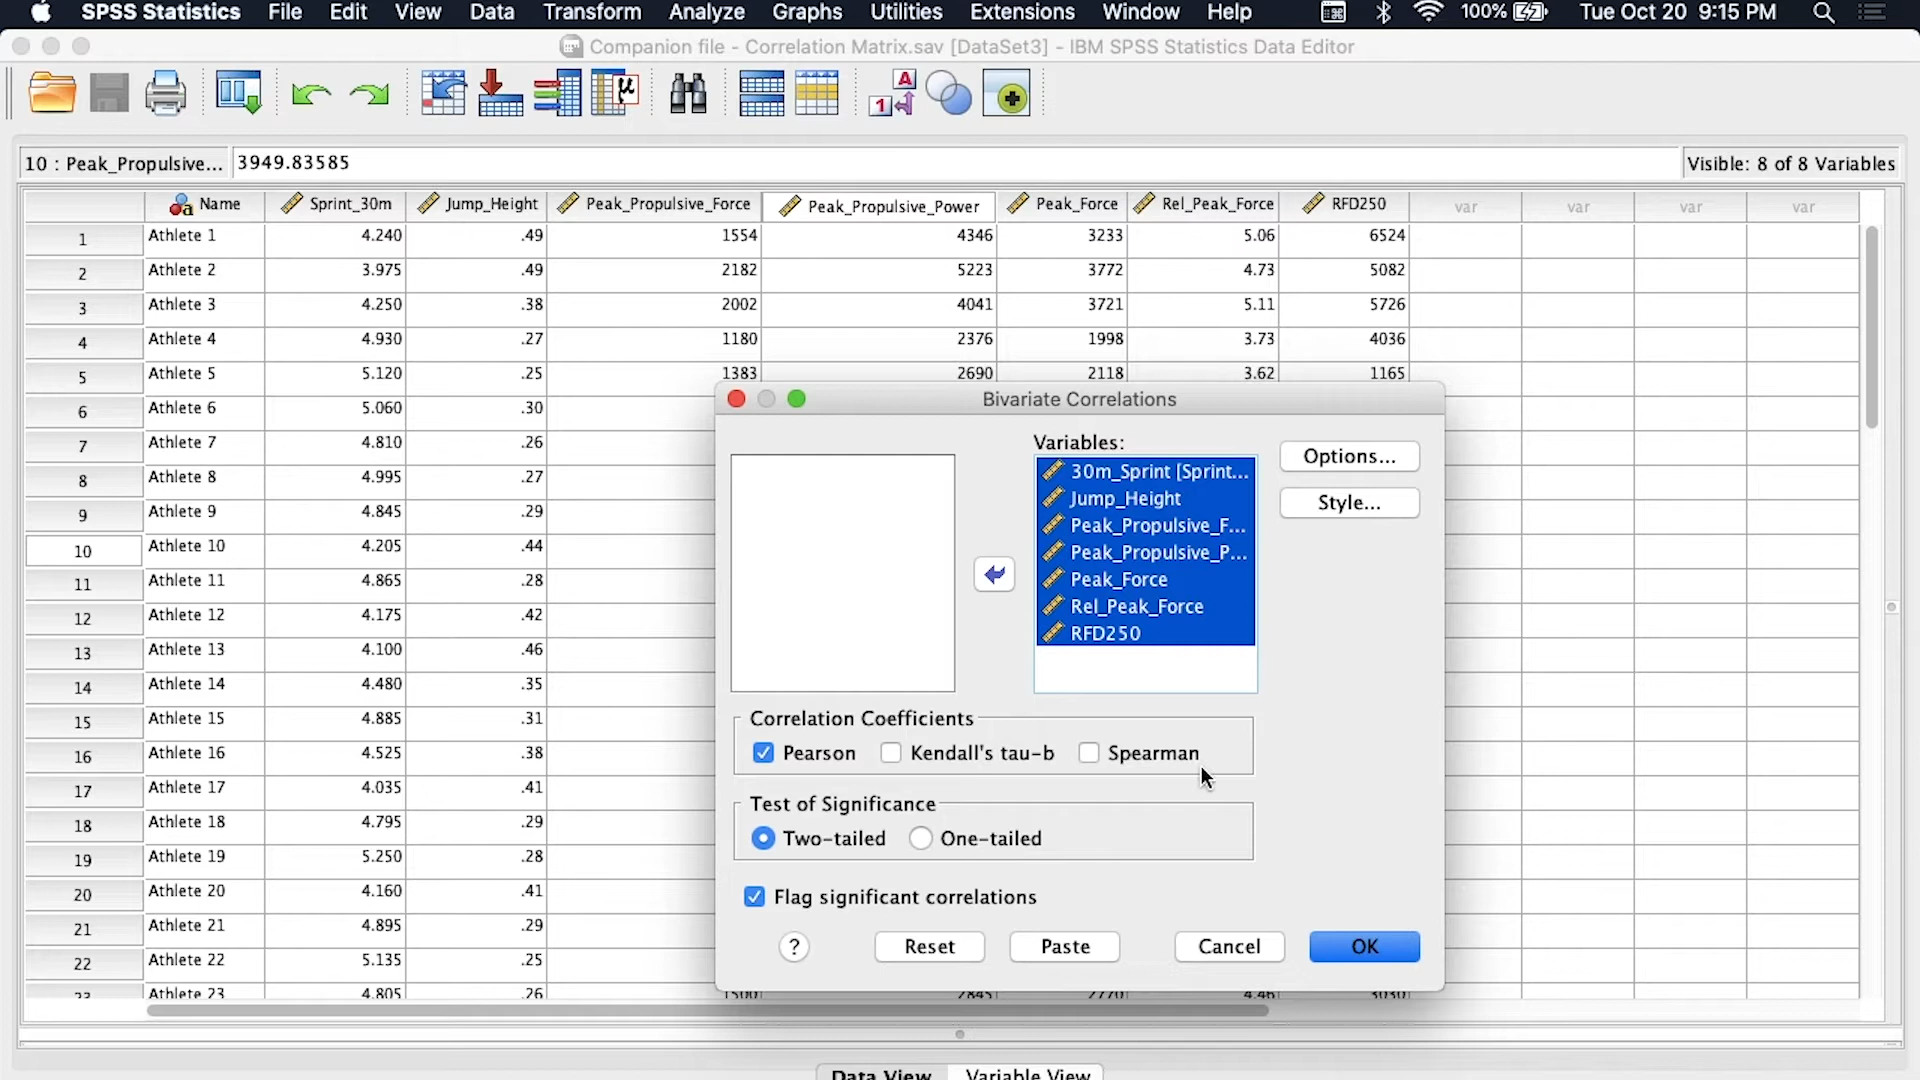 SPSS Statistics File Edit View Data Transform Analyze Graphs Utilities Extensions Window Help 100% Tue Oct 20 9:15 PM
Companion file - Correlation Matrix.sav [DataSet3] - IBM SPSS Statistics Data Editor
10 : Peak_Propulsive... 3949.83585 Visible: 8 of 8 Variables
Name Sprint_30m Jump_Height Peak_Propulsive_Force Peak_Propulsive_Power Peak_Force Rel_Peak_Force RFD250 var var var var
1 Athlete 1 4.240 .49 1554 4346 3233 5.06 6524
2 Athlete 2 3.975 .49 2182 5223 3772 4.73 5082
3 Athlete 3 4.250 .38 2002 4041 3721 5.11 5726
4 Athlete 4 4.930 .27 1180 2376 1998 3.73 4036
5 Athlete 5 5.120 .25 1383 2690 2118 3.62 1165
6 Athlete 6 5.060 .30
7 Athlete 7 4.810 .26
8 Athlete 8 4.995 .27
9 Athlete 9 4.845 .29
10 Athlete 10 4.205 .44
11 Athlete 11 4.865 .28
12 Athlete 12 4.175 .42
13 Athlete 13 4.100 .46
14 Athlete 14 4.480 .35
15 Athlete 15 4.885 .31
16 Athlete 16 4.525 .38
17 Athlete 17 4.035 .41
18 Athlete 18 4.795 .29
19 Athlete 19 5.250 .28
20 Athlete 20 4.160 .41
21 Athlete 21 4.895 .29
22 Athlete 22 5.135 .25
23 Athlete 23 4.805 .26
Bivariate Correlations
Variables:
30m_Sprint [Sprint...
Jump_Height
Peak_Propulsive_F...
Peak_Propulsive_P...
Peak_Force
Rel_Peak_Force
RFD250
Options...
Style...
Correlation Coefficients
Pearson Kendall's tau-b Spearman
Test of Significance
Two-tailed One-tailed
Flag significant correlations
? Reset Paste Cancel OK
Data View Variable View